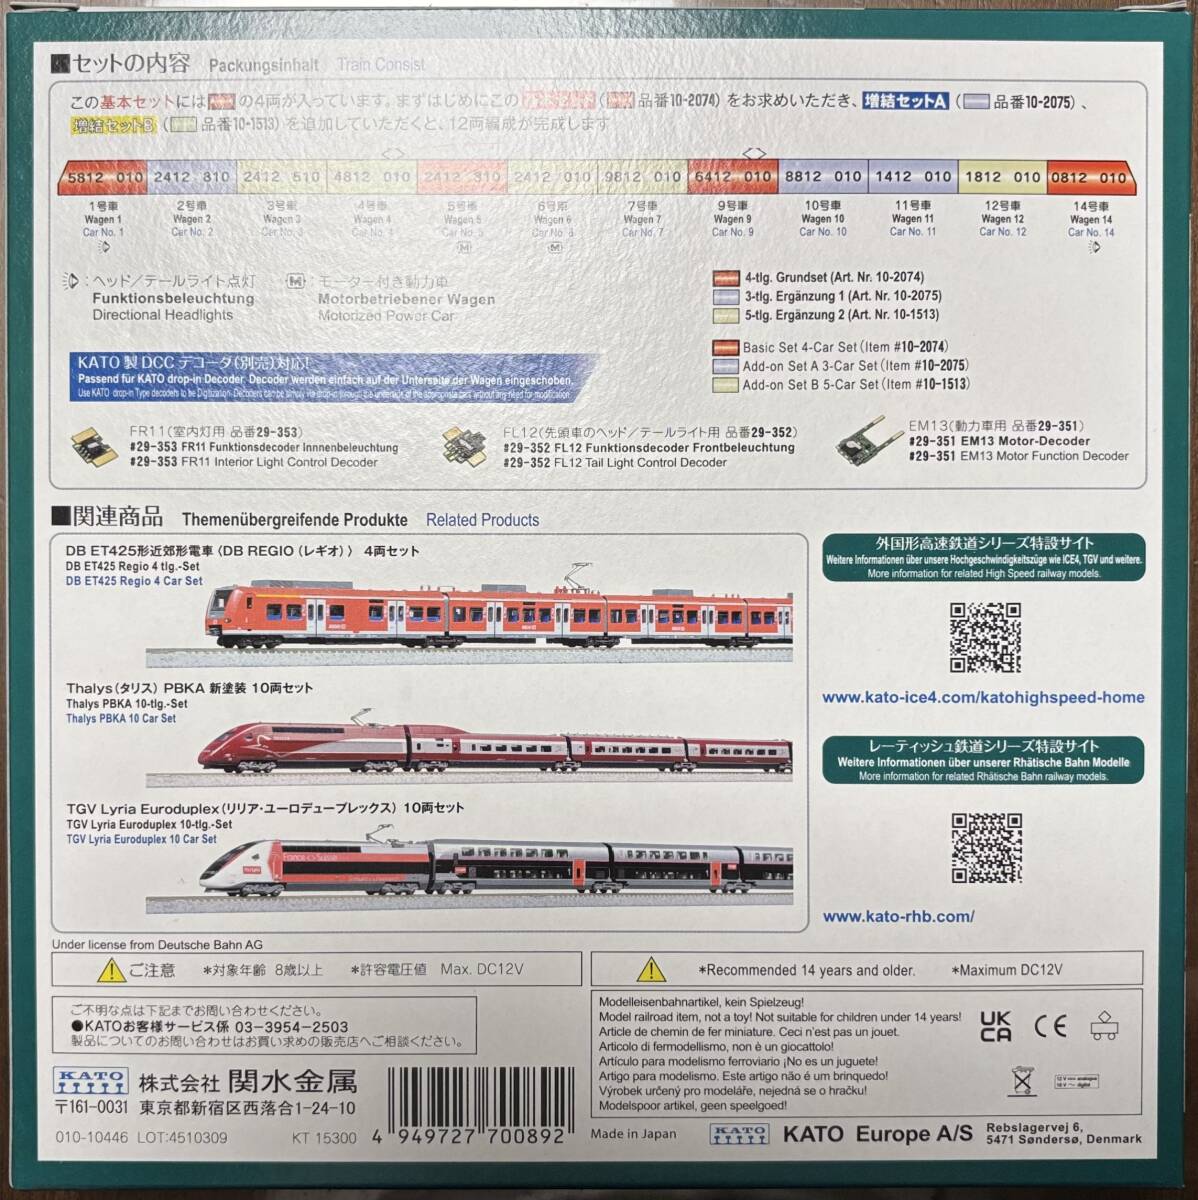 ■セットの内容 Packungsinhalt Train Consist
この基本セットには の4両が入っています。まずはじめにこの ( 品番10-2074) をお求めいただき、増結セットA ( 品番10-2075)、
増結セットB ( 品番10-1513) を追加していただくと、12両編成が完成します
5812 010 2412 810 2412 610 4812 010 2412 310 2412 010 9812 010 6412 010 8812 010 1412 010 1812 010 0812 010
1号車 2号車 3号車 4号車 5号車 6号車 7号車 9号車 10号車 11号車 12号車 14号車
Wagen 1 Wagen 2 Wagen 3 Wagen 4 Wagen 5 Wagen 6 Wagen 7 Wagen 9 Wagen 10 Wagen 11 Wagen 12 Wagen 14
Car No. 1 Car No. 2 Car No. 3 Car No. 4 Car No. 5 Car No. 6 Car No. 7 Car No. 9 Car No. 10 Car No. 11 Car No. 12 Car No. 14
M M
：ヘッド／テールライト点灯 M ：モーター付き動力車
Funktionsbeleuchtung Motorbetriebener Wagen
Directional Headlights Motorized Power Car
4-tlg. Grundset (Art. Nr. 10-2074)
3-tlg. Ergänzung 1 (Art. Nr. 10-2075)
5-tlg. Ergänzung 2 (Art. Nr. 10-1513)
Basic Set 4-Car Set (Item #10-2074)
Add-on Set A 3-Car Set (Item #10-2075)
Add-on Set B 5-Car Set (Item #10-1513)
KATO製DCCデコーダ(別売)対応!
Passend für KATO drop-in Decoder. Decoder werden einfach auf der Unterseite der Wagen eingeschoben.
Use KATO drop-in Type decoders to be Digitization. Decoders can be simply via drop-in through the underside of the appropriate cars without any need for modification.
FR11(室内灯用 品番29-353)
#29-353 FR11 Funktionsdecoder Innnenbeleuchtung
#29-353 FR11 Interior Light Control Decoder
FL12(先頭車のヘッド／テールライト用 品番29-352)
#29-352 FL12 Funktionsdecoder Frontbeleuchtung
#29-352 FL12 Tail Light Control Decoder
EM13(動力車用 品番29-351)
#29-351 EM13 Motor-Decoder
#29-351 EM13 Motor Function Decoder
■関連商品 Themenübergreifende Produkte Related Products
DB ET425形近郊形電車〈DB REGIO（レギオ）〉 4両セット
DB ET425 Regio 4 tlg.-Set
DB ET425 Regio 4 Car Set
Thalys(タリス) PBKA 新塗装 10両セット
Thalys PBKA 10-tlg.-Set
Thalys PBKA 10 Car Set
TGV Lyria Euroduplex(リリア・ユーロデュープレックス) 10両セット
TGV Lyria Euroduplex 10-tlg.-Set
TGV Lyria Euroduplex 10 Car Set
France <> Suisse
外国形高速鉄道シリーズ特設サイト
Weitere Informationen über unsere Hochgeschwindigkeitszüge wie ICE4, TGV und weitere.
More information for related High Speed railway models.
www.kato-ice4.com/katohighspeed-home
レーティッシュ鉄道シリーズ特設サイト
Weitere Informationen über unserer Rhätische Bahn Modelle
More information for related Rhätische Bahn railway models.
www.kato-rhb.com/
Under license from Deutsche Bahn AG
ご注意 *対象年齢 8歳以上 *許容電圧値 Max. DC12V
*Recommended 14 years and older. *Maximum DC12V
ご不明な点は下記までお問い合わせください。
●KATOお客様サービス係 03-3954-2503
製品についてのお問い合わせはお買い求めの販売店へご相談ください。
KATO 株式会社 関水金属
〒161-0031 東京都新宿区西落合1-24-10
010-10446 LOT:4510309 KT 15300
4 949727 700892
Modelleisenbahnartikel, kein Spielzeug!
Model railroad item, not a toy! Not suitable for children under 14 years!
Article de chemin de fer miniature. Ceci n'est pas un jouet.
Articolo di fermodellismo, non è un giocattolo!
Artículo para modelismo ferroviario ¡No es un juguete!
Artigo para modelismo. Este artigo não é um brinquedo!
Výrobek určený pro modeláře, nejedná se o hračku!
Modelspoor artikel, geen speelgoed!
UK CA CE
12 V analogue
16 V digital
Made in Japan KATO KATO Europe A/S
Rebslagervej 6,
5471 Søndersø, Denmark